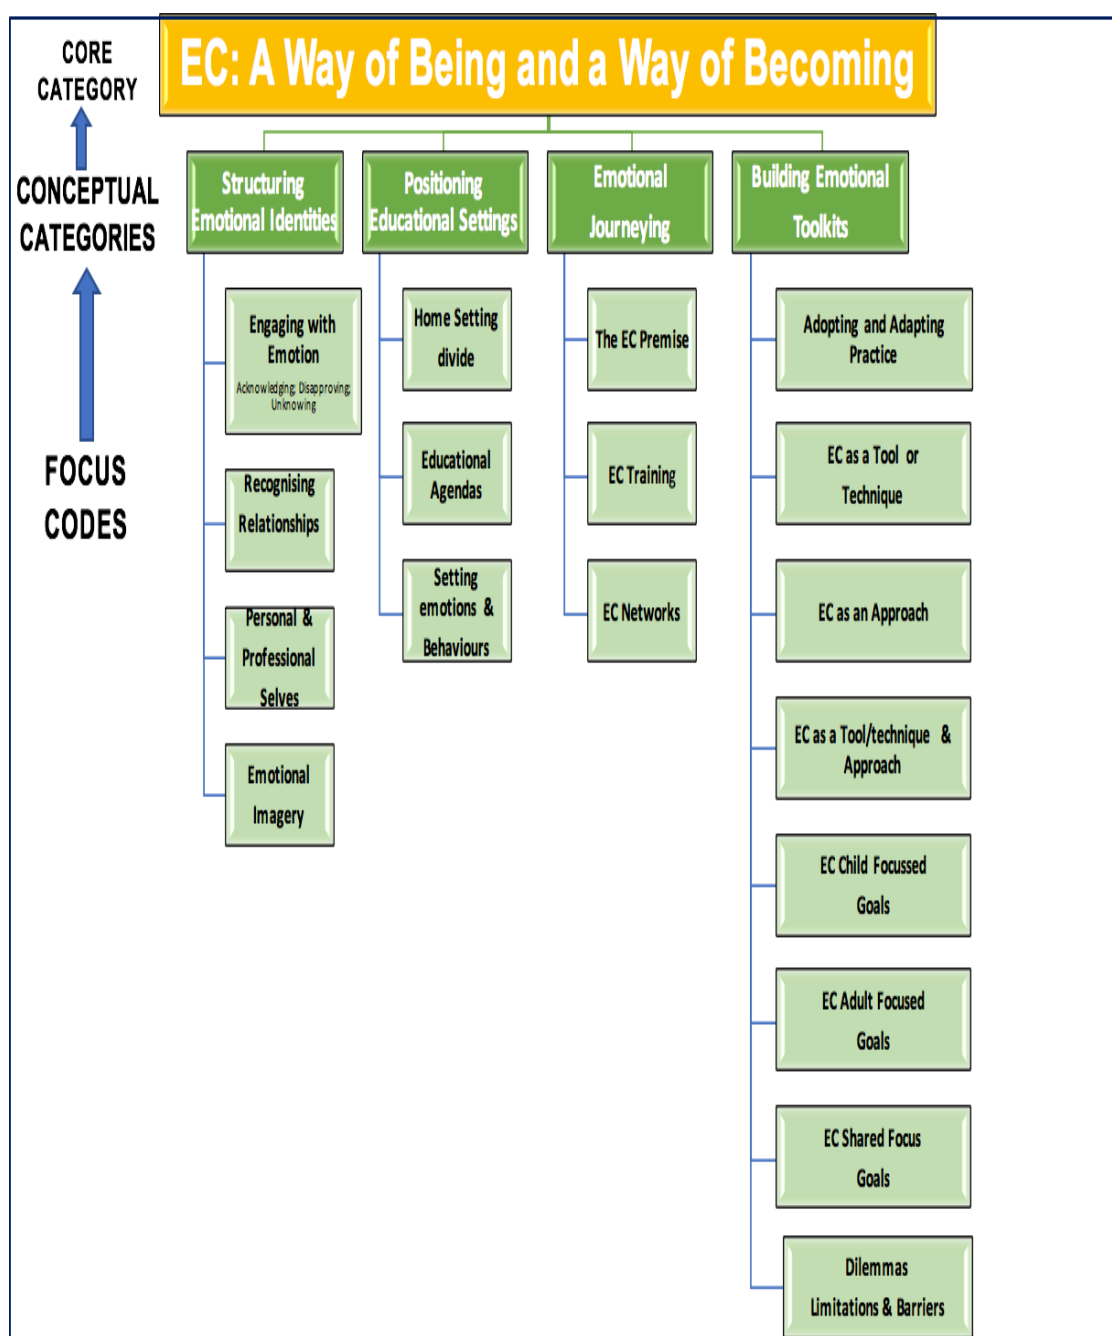 CORE
CATEGORY
EC: A Way of Being and a Way of Becoming
CONCEPTUAL
CATEGORIES
FOCUS
CODES
Structuring
Emotional Identities
Engaging with
Emotion
Acknowledging; Disapproving;
Unknowing
Recognising
Relationships
Personal &
Professional
Selves
Emotional
Imagery
Positioning
Educational Settings
Home Setting
divide
Educational
Agendas
Setting
emotions &
Behaviours
Emotional
Journeying
The EC Premise
EC Training
EC Networks
Building Emotional
Toolkits
Adopting and Adapting
Practice
EC as a Tool or
Technique
EC as an Approach
EC as a Tool/technique &
Approach
EC Child Focussed
Goals
EC Adult Focused
Goals
EC Shared Focus
Goals
Dilemmas
Limitations & Barriers